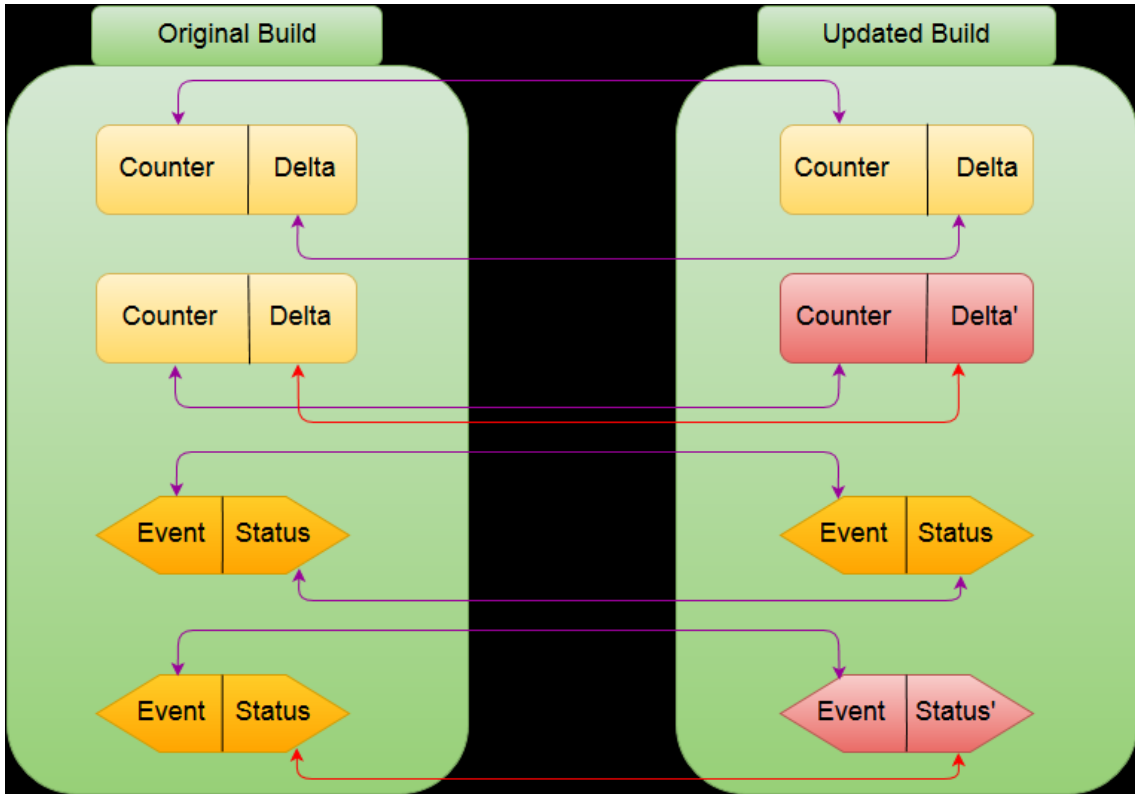 Original Build
Updated Build
Counter Delta
Counter Delta
Counter Delta
Counter Delta'
Event Status
Event Status
Event Status
Event Status'